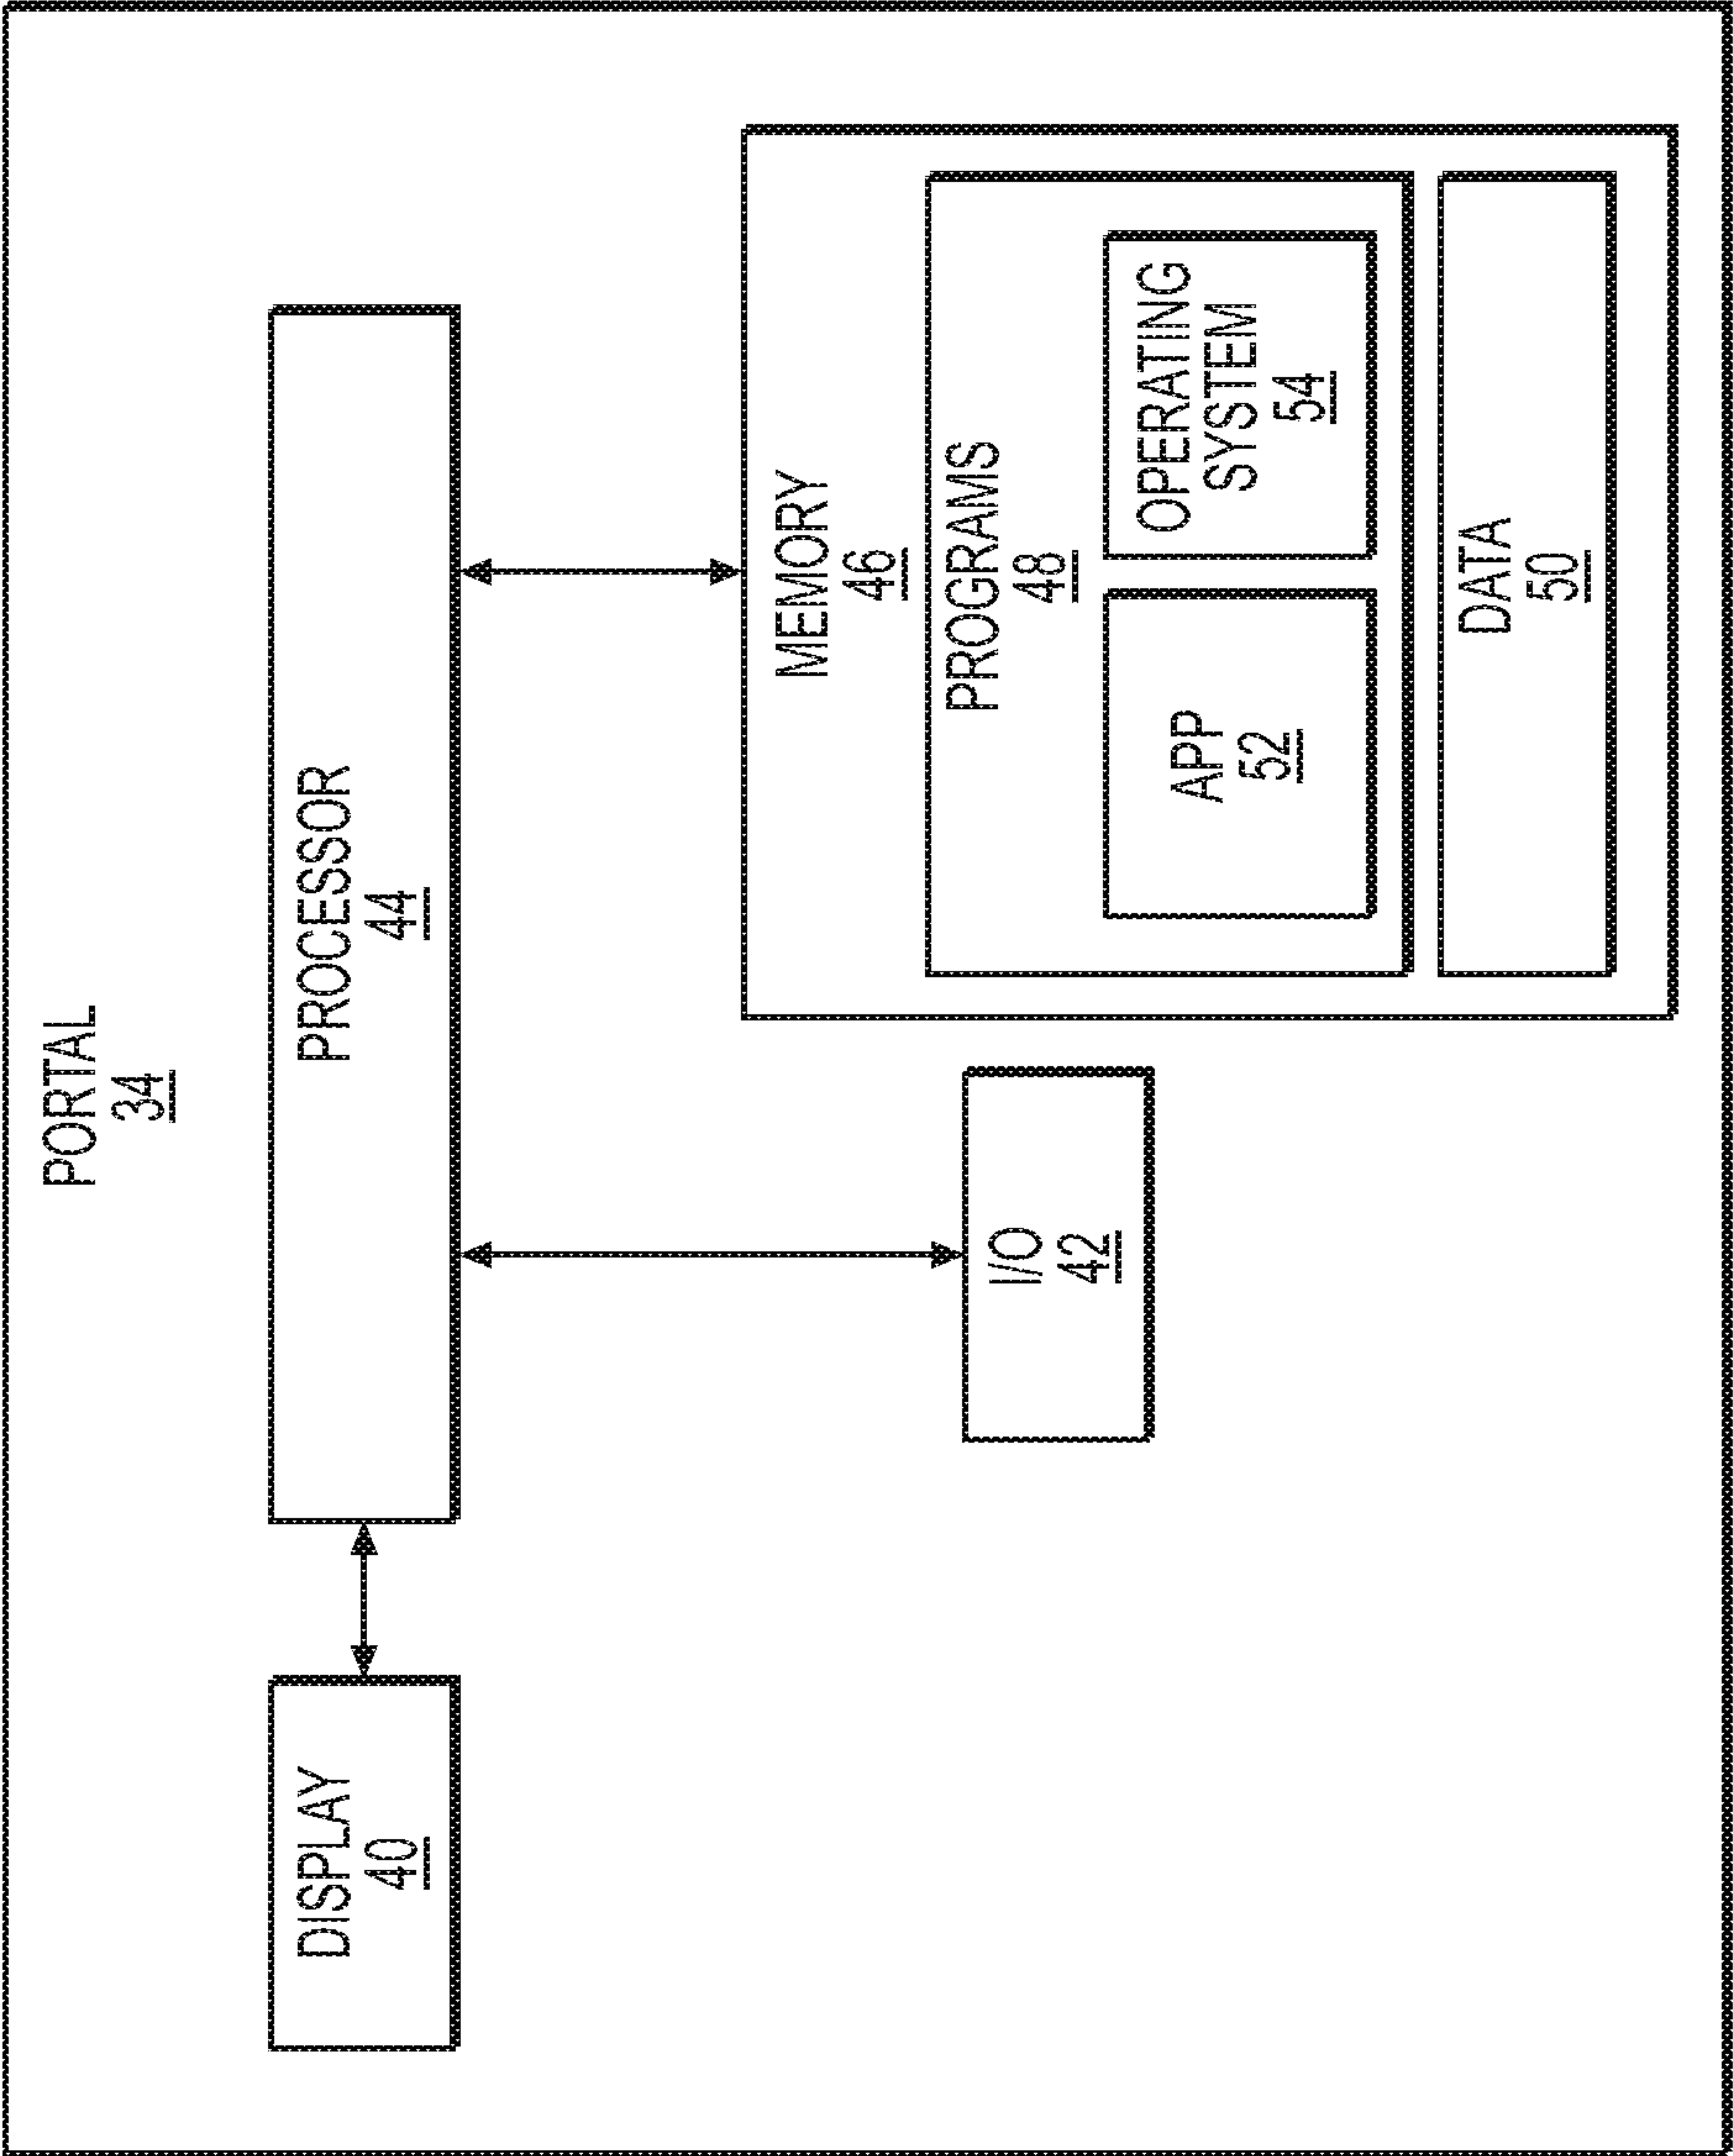 PORTAL
34
DISPLAY
40
PROCESSOR
44
I/O
42
MEMORY
46
PROGRAMS
48
APP
52
OPERATING
SYSTEM
54
DATA
50